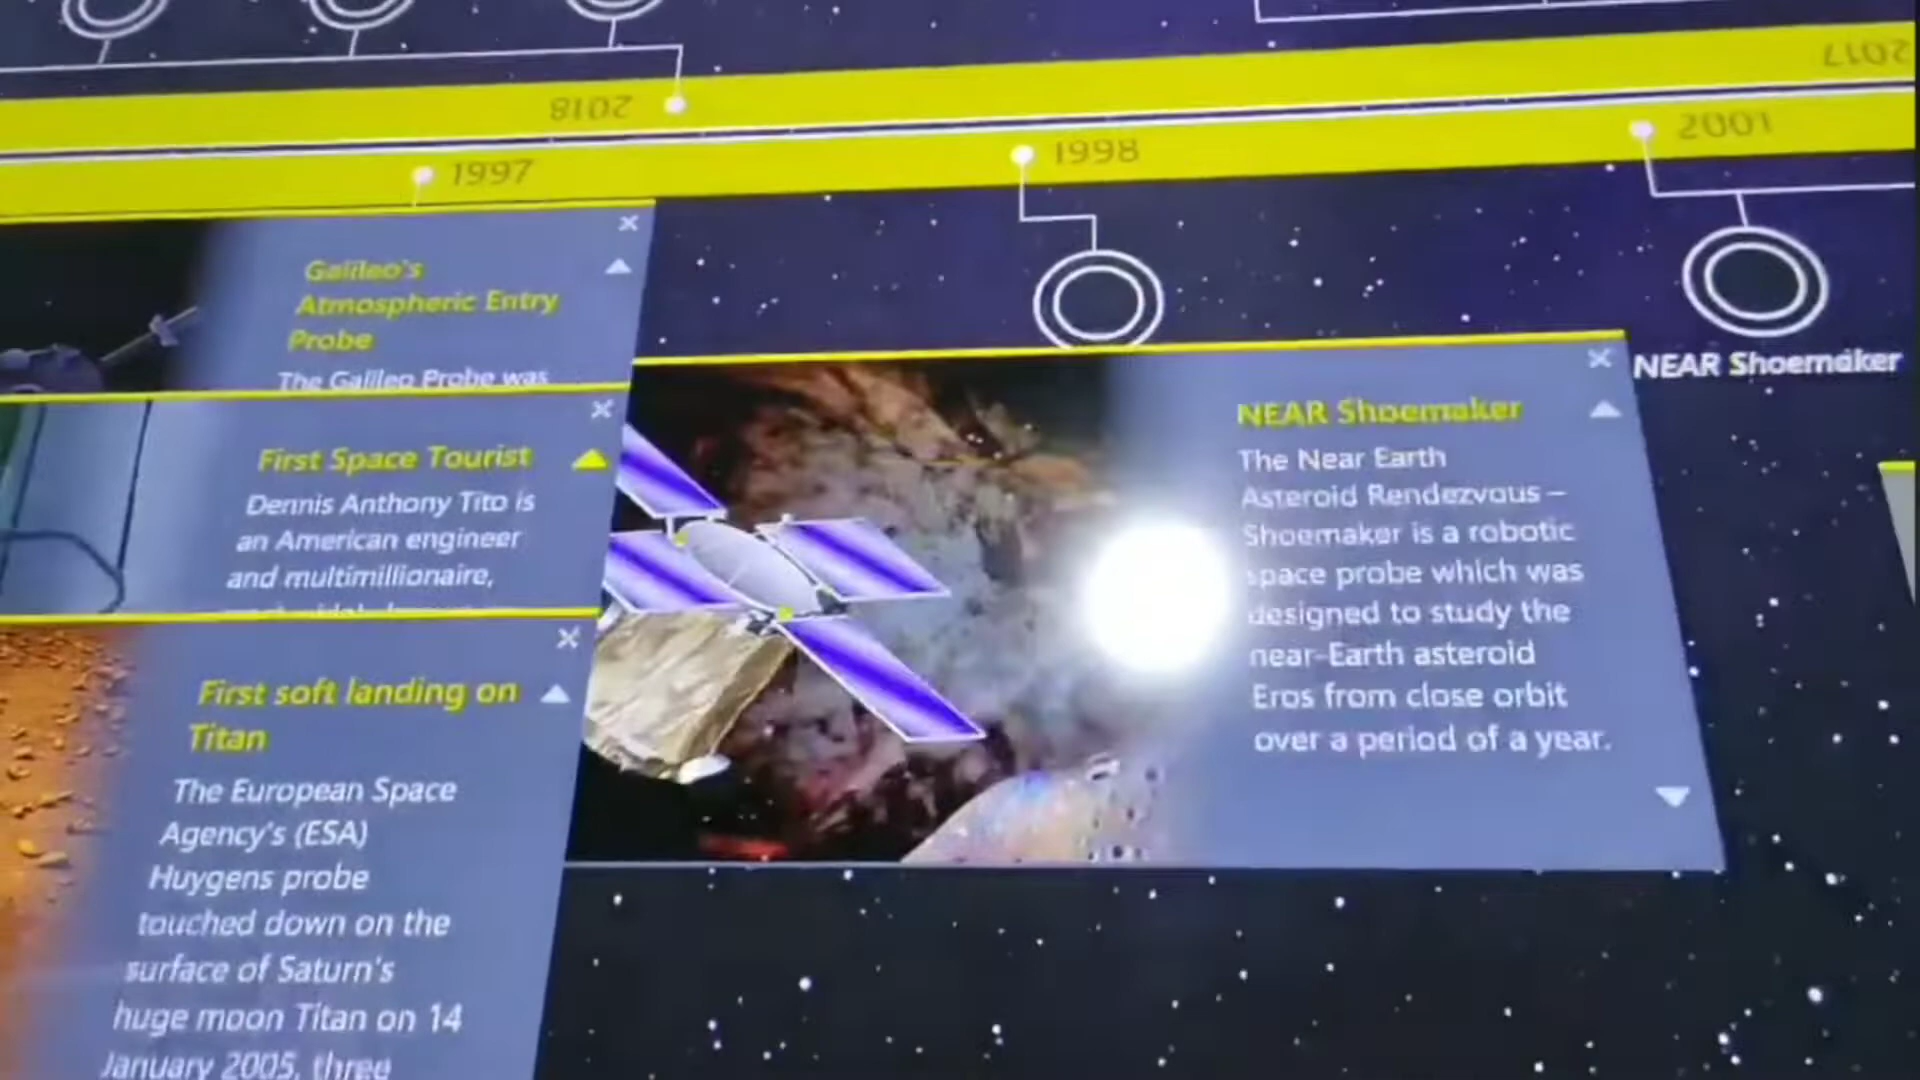 2018
2017
1997
1998
2001
Galileo's
Atmospheric Entry
Probe
The Galileo Probe was
First Space Tourist
Dennis Anthony Tito is
an American engineer
and multimillionaire,
First soft landing on
Titan
The European Space
Agency's (ESA)
Huygens probe
touched down on the
surface of Saturn's
huge moon Titan on 14
January 2005, three
NEAR Shoemaker
The Near Earth
Asteroid Rendezvous –
Shoemaker is a robotic
space probe which was
designed to study the
near-Earth asteroid
Eros from close orbit
over a period of a year.
NEAR Shoemaker